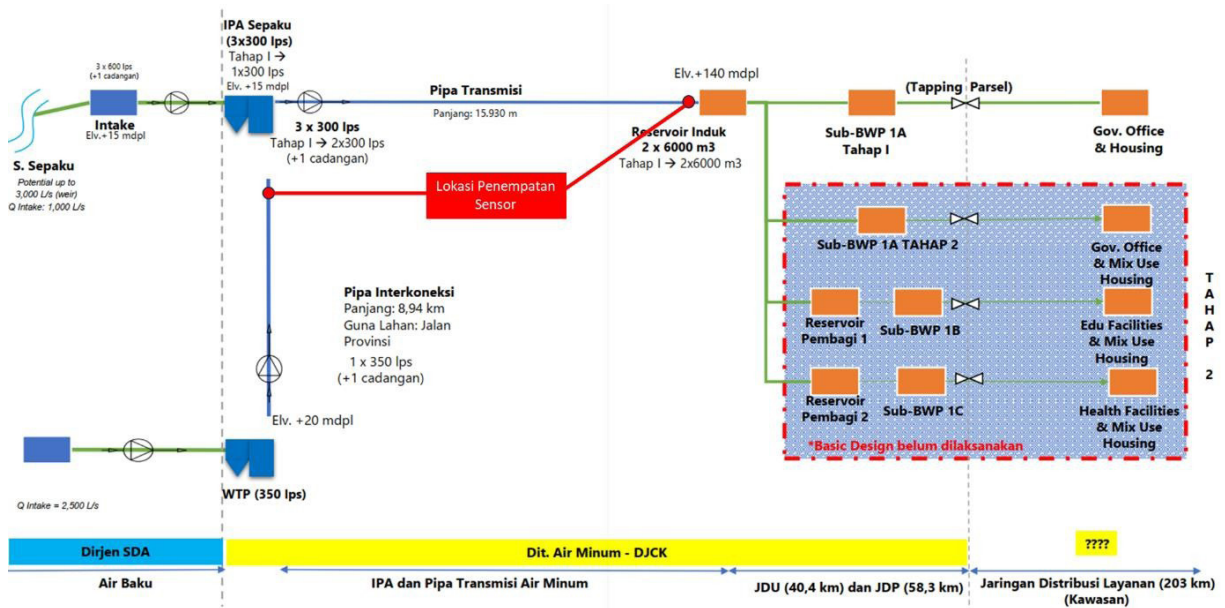 IPA Sepaku
(3x300 lps)
Tahap I →
1x300 lps
Elv. +15 mdpl
3 x 600 lps
(+1 cadangan)
Intake
Elv.+15 mdpl
S. Sepaku
Potential up to
3,000 L/s (weir)
Q Intake: 1,000 L/s
3 x 300 lps
Tahap I → 2x300 lps
(+1 cadangan)
Pipa Transmisi
Panjang: 15.930 m
Elv.+140 mdpl
Reservoir Induk
2 x 6000 m3
Tahap I → 2x6000 m3
Lokasi Penempatan
Sensor
(Tapping Parsel)
Sub-BWP 1A
Tahap I
Gov. Office
& Housing
Sub-BWP 1A TAHAP 2
Gov. Office
& Mix Use
Housing
Reservoir
Pembagi 1
Sub-BWP 1B
Edu Facilities
& Mix Use
Housing
Reservoir
Pembagi 2
Sub-BWP 1C
Health Facilities
& Mix Use
Housing
*Basic Design belum dilaksanakan
TAHAP 2
Pipa Interkoneksi
Panjang: 8,94 km
Guna Lahan: Jalan
Provinsi
1 x 350 lps
(+1 cadangan)
Elv. +20 mdpl
WTP (350 lps)
Q Intake = 2,500 L/s
Dirjen SDA
Dit. Air Minum - DJCK
????
Air Baku
IPA dan Pipa Transmisi Air Minum
JDU (40,4 km) dan JDP (58,3 km)
Jaringan Distribusi Layanan (203 km)
(Kawasan)